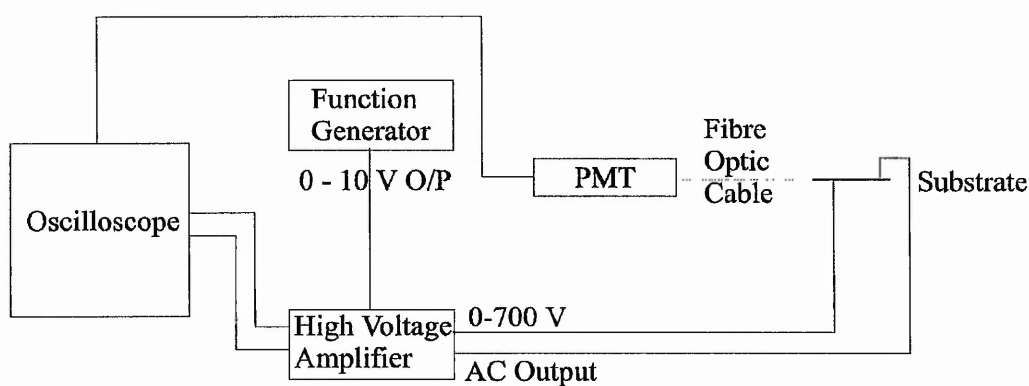 Function
Generator
0 - 10 V O/P
Oscilloscope
PMT
Fibre
Optic
Cable
Substrate
High Voltage
Amplifier
0-700 V
AC Output